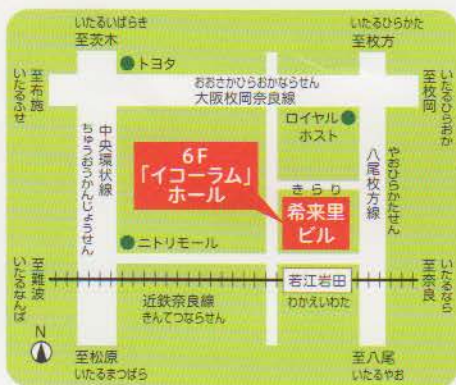 いたるいばらき
至茨木
いたるひらかた
至枚方
トヨタ
おおさかひらおかならせん
大阪枚岡奈良線
いたるふせ
至布施
至枚岡
いたるひらおか
ロイヤル
ホスト
中央環状線
ちゅうおうかんじょうせん
6F
「イコーラム」
ホール
きらり
希来里
ビル
八尾枚方線
やおひらかたせん
ニトリモール
至難波
いたるなんば
若江岩田
わかえいわた
至奈良
いたるなら
近鉄奈良線
きんてつならせん
N
至松原
いたるまつばら
至八尾
いたるやお